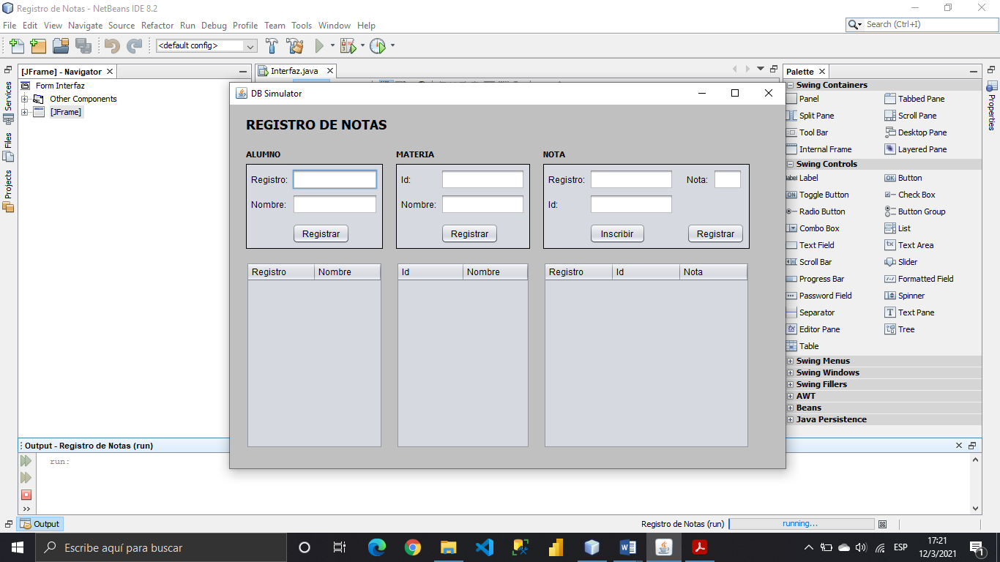 Registro de Notas - NetBeans IDE 8.2
File Edit View Navigate Source Refactor Run Debug Profile Team Tools Window Help
Search (Ctrl+I)
<default config>
[JFrame] - Navigator
Form Interfaz
Other Components
[JFrame]
Services
Files
Projects
Interfaz.java
DB Simulator
REGISTRO DE NOTAS
ALUMNO MATERIA NOTA
Registro: Id: Registro: Nota:
Nombre: Nombre: Id:
Registrar Registrar Inscribir Registrar
Registro Nombre Id Nombre Registro Id Nota
Palette
Swing Containers
Panel Tabbed Pane
Split Pane Scroll Pane
Tool Bar Desktop Pane
Internal Frame Layered Pane
Swing Controls
Label Button
Toggle Button Check Box
Radio Button Button Group
Combo Box List
Text Field Text Area
Scroll Bar Slider
Progress Bar Formatted Field
Password Field Spinner
Separator Text Pane
Editor Pane Tree
Table
Swing Menus
Swing Windows
Swing Fillers
AWT
Beans
Java Persistence
Properties
Output - Registro de Notas (run)
run:
Output
Registro de Notas (run) running...
Escribe aquí para buscar
ESP
17:21
12/3/2021
1